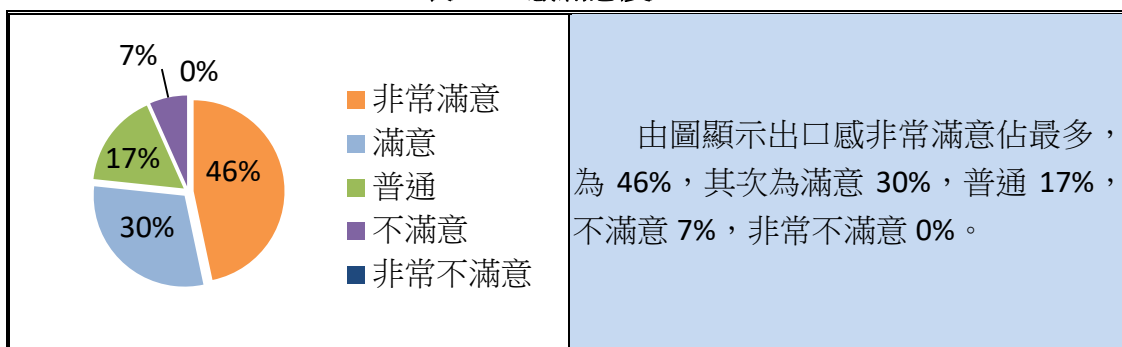 7%
0%
17%
46%
30%
非常滿意
滿意
普通
不滿意
非常不滿意
由圖顯示出口感非常滿意佔最多，
為 46%，其次為滿意 30%，普通 17%，
不滿意 7%，非常不滿意 0%。